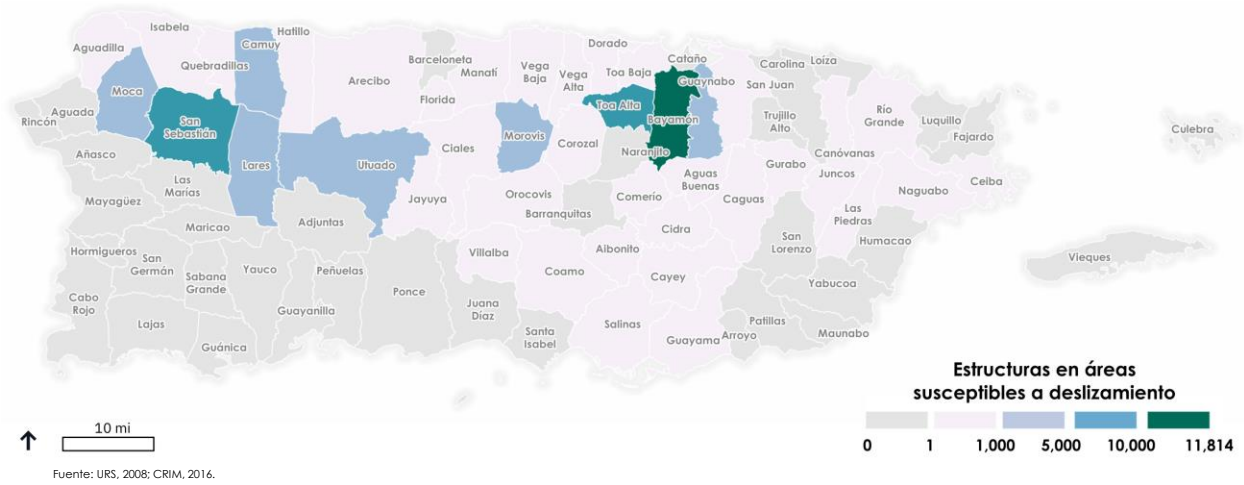 Isabela
Hatillo
Aguadilla
Camuy
Quebradillas
Moca
Arecibo
Barceloneta
Manatí
Florida
Vega
Baja
Vega
Alta
Dorado
Toa Baja
Toa Alta
Cataño
Guaynabo
Bayamón
San Juan
Carolina
Loíza
Trujillo
Alto
Río
Grande
Luquillo
Fajardo
Culebra
Aguada
Rincón
San
Sebastián
Añasco
Lares
Utuado
Morovis
Ciales
Corozal
Naranjito
Aguas
Buenas
Gurabo
Canóvanas
Juncos
Naguabo
Ceiba
Las
Marías
Mayagüez
Maricao
Adjuntas
Jayuya
Orocovis
Barranquitas
Comerío
Caguas
Cidra
Las
Piedras
Humacao
San
Lorenzo
Vieques
Hormigueros
San
Germán
Sabana
Grande
Yauco
Peñuelas
Guayanilla
Ponce
Villalba
Coamo
Aibonito
Cayey
Yabucoa
Cabo
Rojo
Lajas
Guánica
Juana
Díaz
Santa
Isabel
Salinas
Guayama
Arroyo
Patillas
Maunabo
Estructuras en áreas
susceptibles a deslizamiento
0 1 1,000 5,000 10,000 11,814
10 mi
Fuente: URS, 2008; CRIM, 2016.